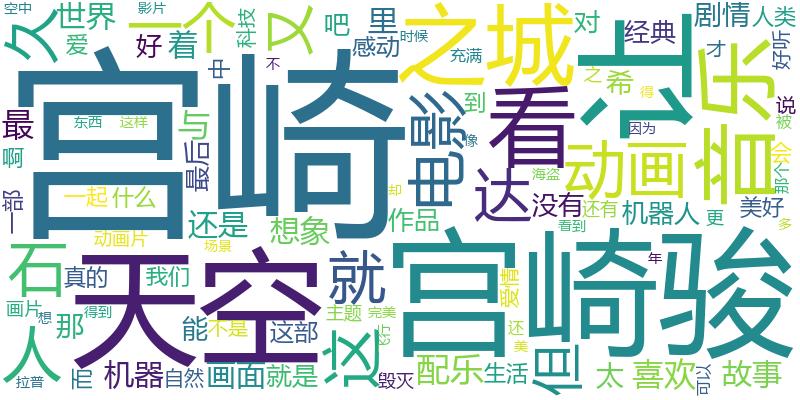 空中
影片
久
世界
一个
又
里
之城
对
剧情
人类
爱
好
着
吧
科技
感动
时候
经典
好听
中
不
充满
才
宫崎
看
让
音乐
之
希
到
得
说
最
东西
这样
与
电影
像
因为
被
啊
最后
达
动画
会
那个
一部
一起
什么
却
海盗
没有
还有
机器人
更
美好
还是
想象
作品
看到
多
动画片
场景
石
天空
就
宫崎骏
真的
我们
爱情
年
画片
想
得到
那
能
不是
这部
主题
完美
飞行
还
美
人
这
但
拉普
而
机器
自然
画面
就是
毁灭
配乐
生活
太
喜欢
可以
故事